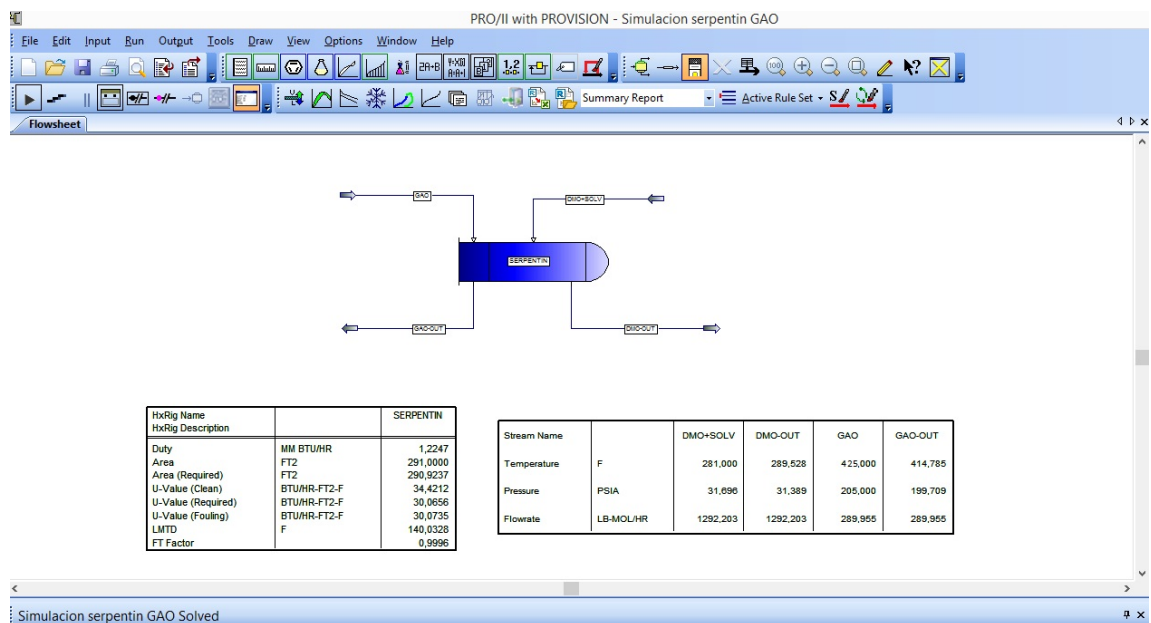 PRO/II with PROVISION - Simulacion serpentin GAO
File Edit Input Run Output Tools Draw View Options Window Help
Summary Report Active Rule Set
Flowsheet
GAO
DMO+SOLV
SERPENTIN
GAO-OUT
DMO-OUT
HxRig Name SERPENTIN
HxRig Description
Duty MM BTU/HR 1,2247
Area FT2 291,0000
Area (Required) FT2 290,9237
U-Value (Clean) BTU/HR-FT2-F 34,4212
U-Value (Required) BTU/HR-FT2-F 30,0656
U-Value (Fouling) BTU/HR-FT2-F 30,0735
LMTD F 140,0328
FT Factor 0,9996
Stream Name DMO+SOLV DMO-OUT GAO GAO-OUT
Temperature F 281,000 289,528 425,000 414,785
Pressure PSIA 31,696 31,389 205,000 199,709
Flowrate LB-MOL/HR 1292,203 1292,203 289,955 289,955
Simulacion serpentin GAO Solved